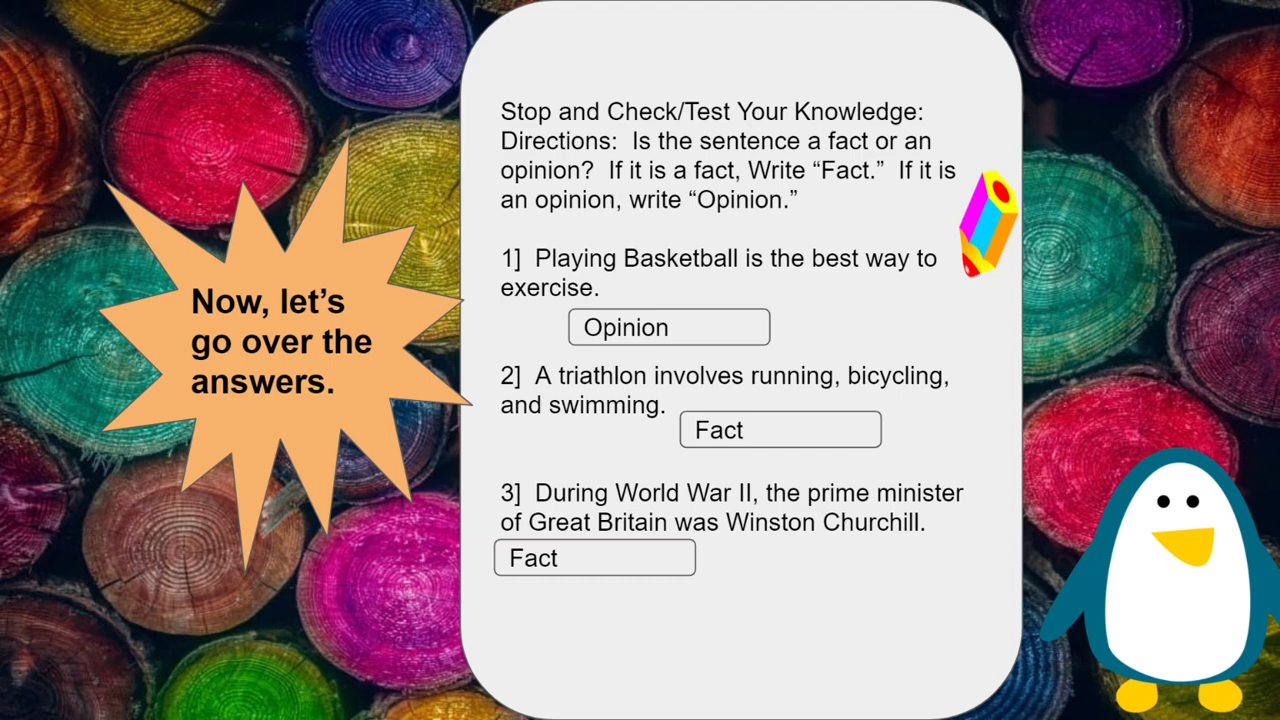 Now, let’s
go over the
answers.
Stop and Check/Test Your Knowledge:
Directions:  Is the sentence a fact or an
opinion?  If it is a fact, Write “Fact.”  If it is
an opinion, write “Opinion.”
1]  Playing Basketball is the best way to
exercise.
Opinion
2]  A triathlon involves running, bicycling,
and swimming.
Fact
3]  During World War II, the prime minister
of Great Britain was Winston Churchill.
Fact